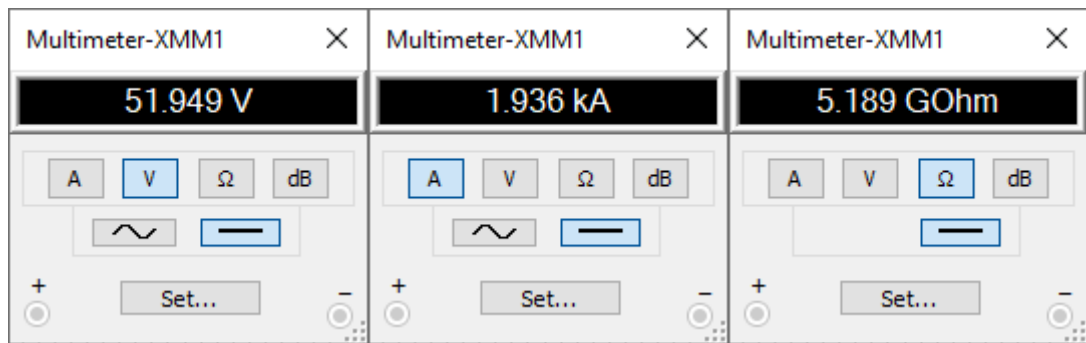 Multimeter-XMM1
51.949 V
A V Ω dB
+ −
Set...
Multimeter-XMM1
1.936 kA
A V Ω dB
+ −
Set...
Multimeter-XMM1
5.189 GOhm
A V Ω dB
+ −
Set...